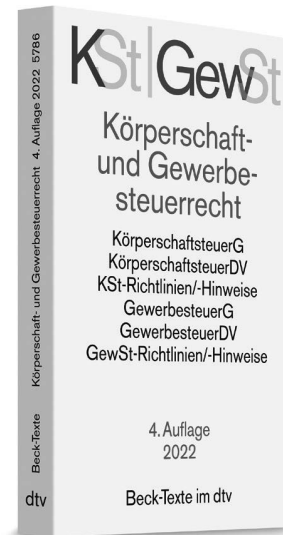 KSt|GewSt
Körperschaft-
und Gewerbe-
steuerrecht
KörperschaftsteuerG
KörperschaftsteuerDV
KSt-Richtlinien/-Hinweise
GewerbesteuerG
GewerbesteuerDV
GewSt-Richtlinien/-Hinweise
4. Auflage
2022
Beck-Texte im dtv
dtv Beck-Texte Körperschaft- und Gewerbesteuerrecht 4. Auflage 2022 5786